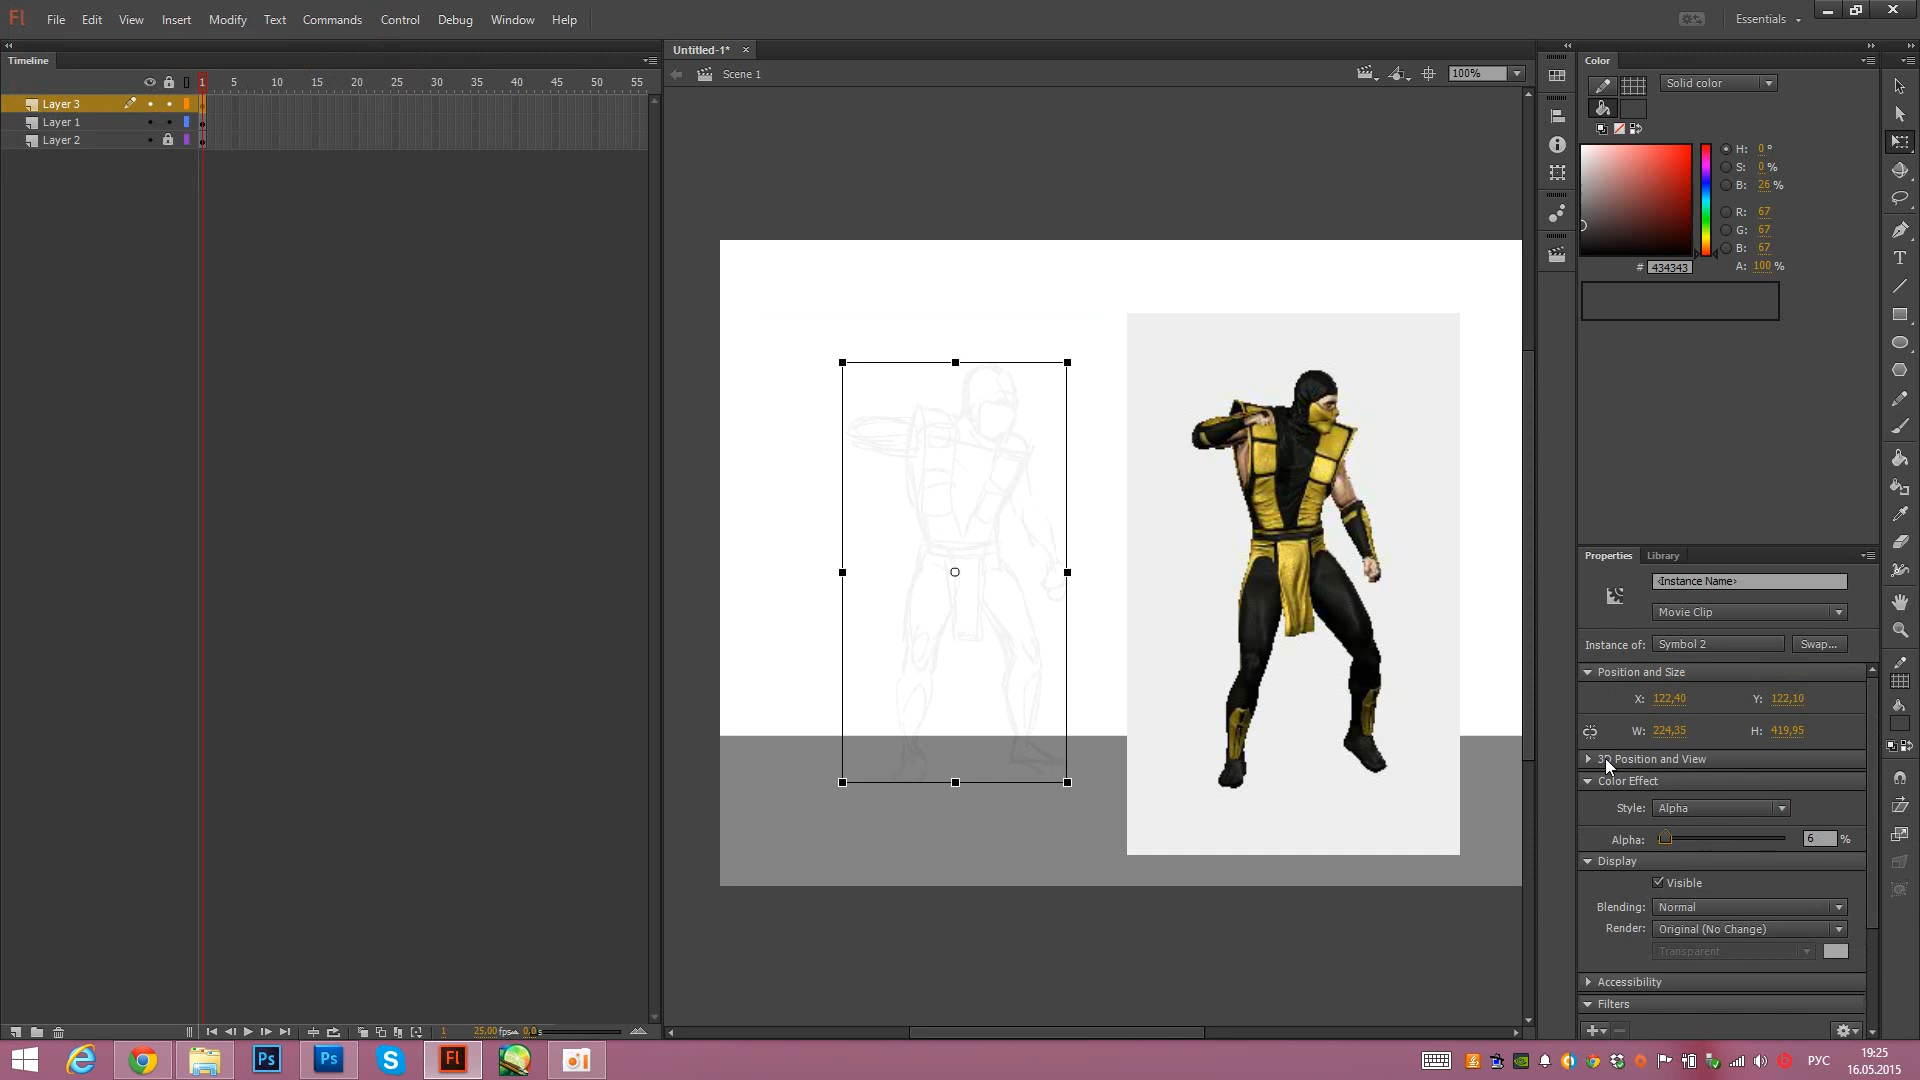 Fl File Edit View Insert Modify Text Commands Control Debug Window Help Essentials
Timeline
1 5 10 15 20 25 30 35 40 45 50 55
Layer 3
Layer 1
Layer 2
1 25,00 fps 0,0 s
Untitled-1*
Scene 1
100%
Color
Solid color
H: 0 °
S: 0 %
B: 26 %
R: 67
G: 67
B: 67
# 434343
A: 100 %
Properties Library
<Instance Name>
Movie Clip
Instance of: Symbol 2 Swap...
Position and Size
X: 122,40 Y: 122,10
W: 224,35 H: 419,95
3D Position and View
Color Effect
Style: Alpha
Alpha: 6 %
Display
Visible
Blending: Normal
Render: Original (No Change)
Transparent
Accessibility
Filters
Ps Ps Fl
РУС
19:25
16.05.2015